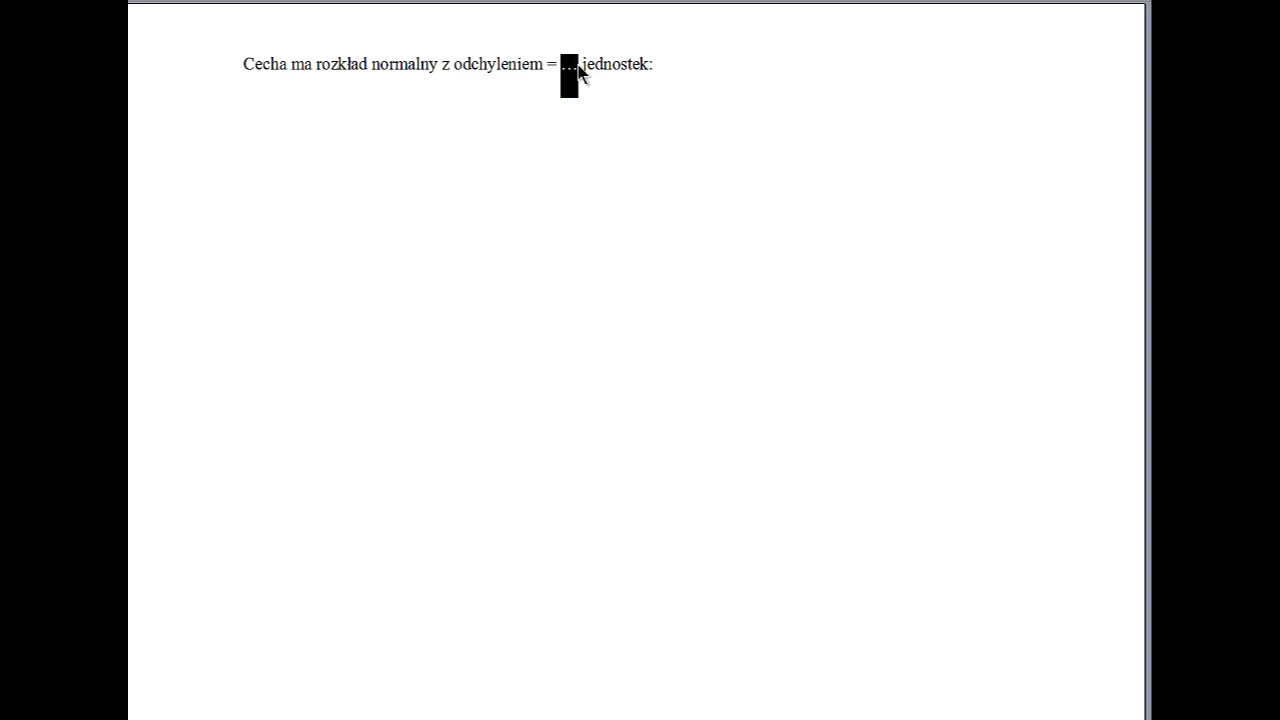 Cecha ma rozkład normalny z odchyleniem = … jednostek: